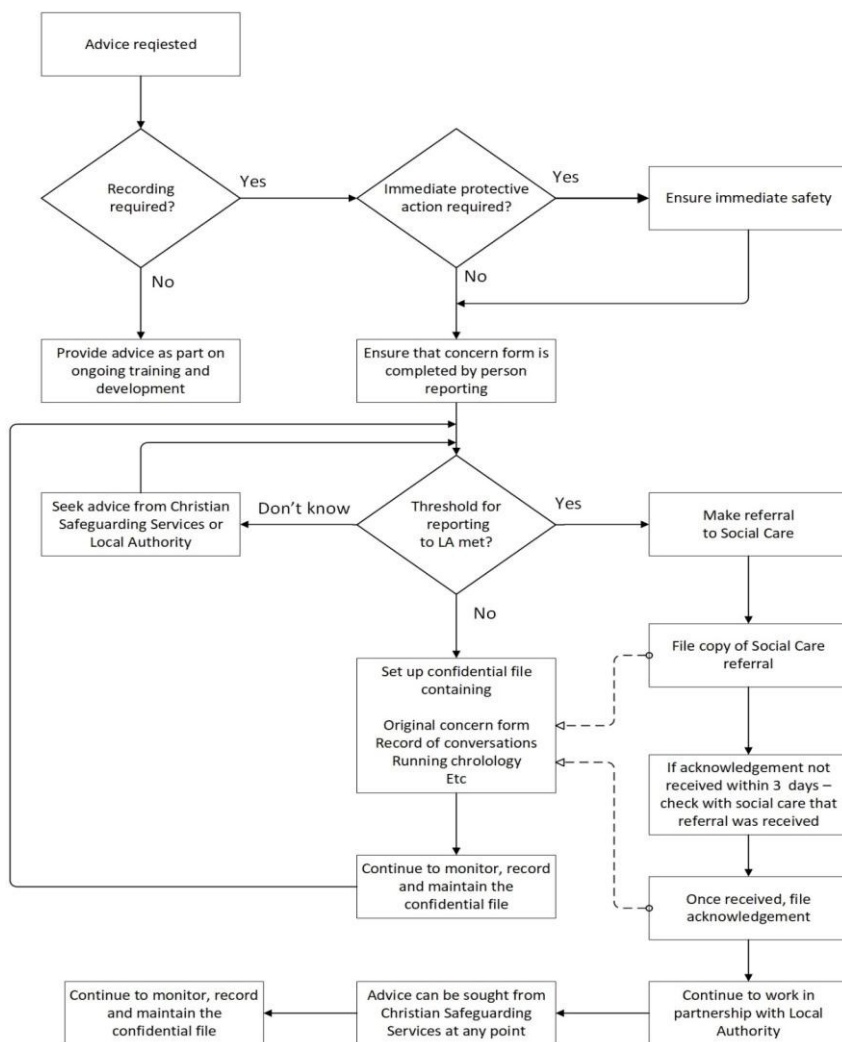 Advice reqiested
Recording
required?
Yes
Immediate protective
action required?
Yes
Ensure immediate safety
No
No
Provide advice as part on
ongoing training and
development
Ensure that concern form is
completed by person
reporting
Seek advice from Christian
Safeguarding Services or
Local Authority
Don't know
Threshold for
reporting
to LA met?
Yes
Make referral
to Social Care
No
Set up confidential file
containing
Original concern form
Record of conversations
Running chrolology
Etc
File copy of Social Care
referral
If acknowledgement not
received within 3 days –
check with social care that
referral was received
Continue to monitor, record
and maintain the
confidential file
Once received, file
acknowledgement
Continue to monitor, record
and maintain the
confidential file
Advice can be sought from
Christian Safeguarding
Services at any point
Continue to work in
partnership with Local
Authority